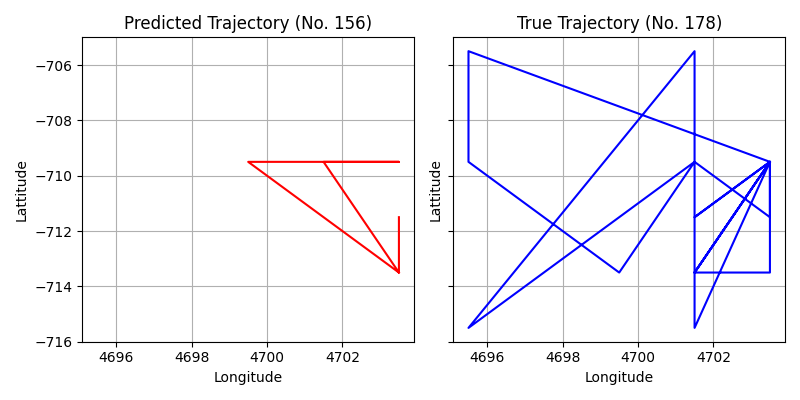 Predicted Trajectory (No. 156)
True Trajectory (No. 178)
−706
−708
−710
−712
−714
−716
Lattitude
Lattitude
4696
4698
4700
4702
4696
4698
4700
4702
Longitude
Longitude